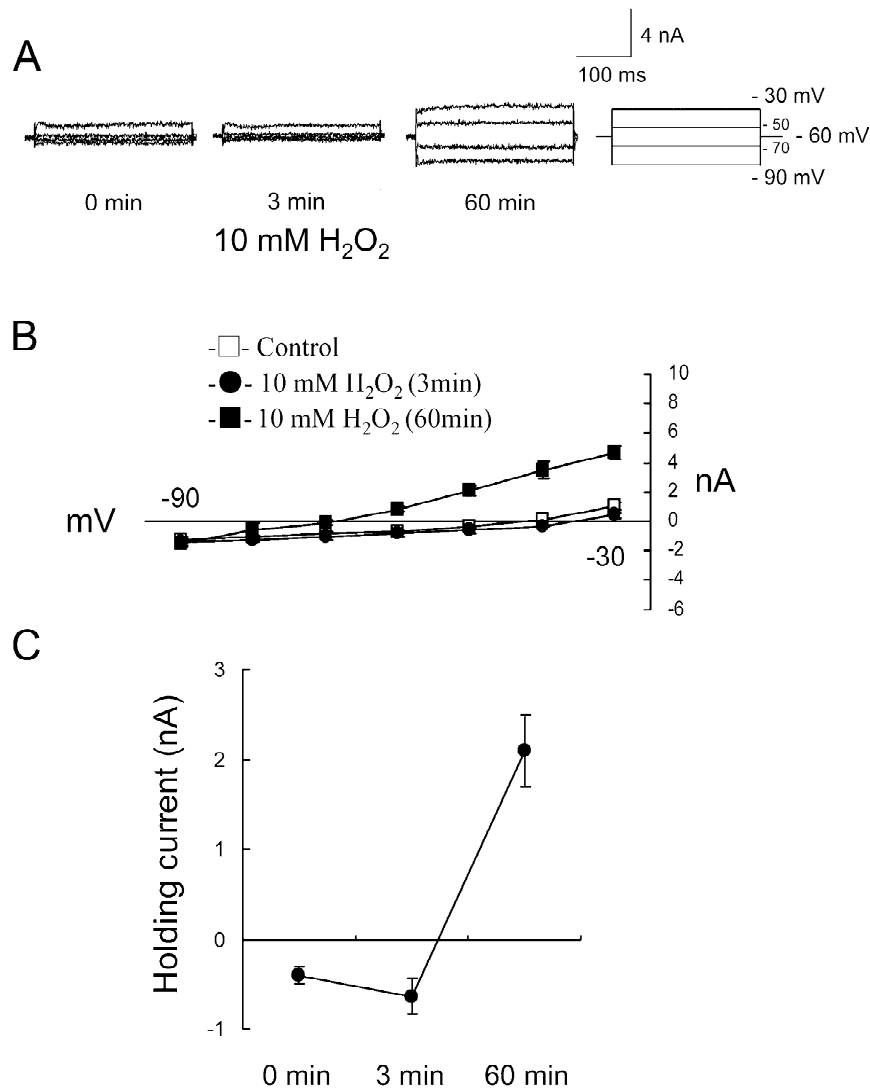 A
4 nA
100 ms
- 30 mV
- 50
- 60 mV
- 70
- 90 mV
0 min
3 min
60 min
10 mM H₂O₂
B
-□- Control
-●- 10 mM H₂O₂ (3min)
-■- 10 mM H₂O₂ (60min)
10
8
6
4
2
0
-2
-4
-6
nA
-90
mV
-30
C
Holding current (nA)
3
2
1
0
-1
0 min
3 min
60 min